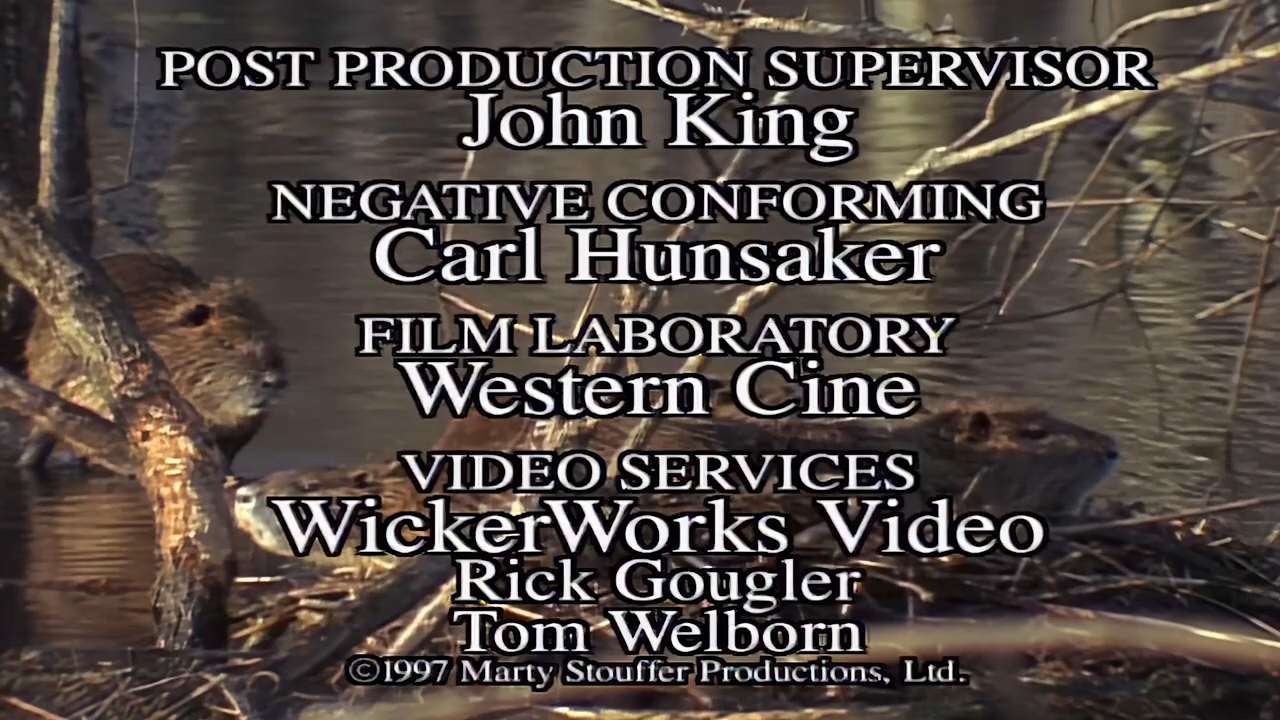 POST PRODUCTION SUPERVISOR
John King
NEGATIVE CONFORMING
Carl Hunsaker
FILM LABORATORY
Western Cine
VIDEO SERVICES
WickerWorks Video
Rick Gougler
Tom Welborn
©1997 Marty Stouffer Productions, Ltd.